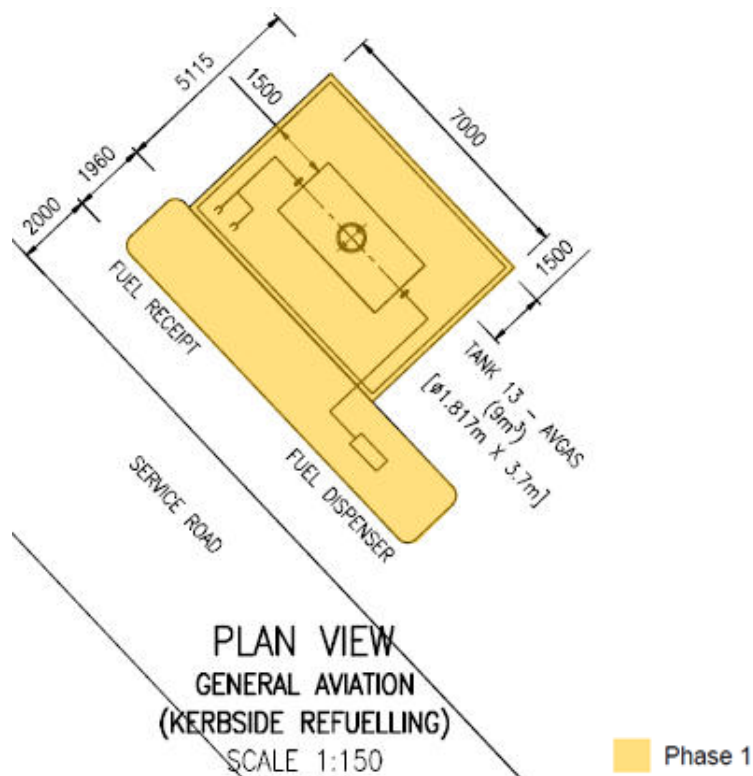 5115
1500
7000
1960
2000
1500
FUEL RECEIPT
TANK 13 – AVGAS
(9m³)
[ø1.817m X 3.7m]
FUEL DISPENSER
SERVICE ROAD
PLAN VIEW
GENERAL AVIATION
(KERBSIDE REFUELLING)
SCALE 1:150
Phase 1